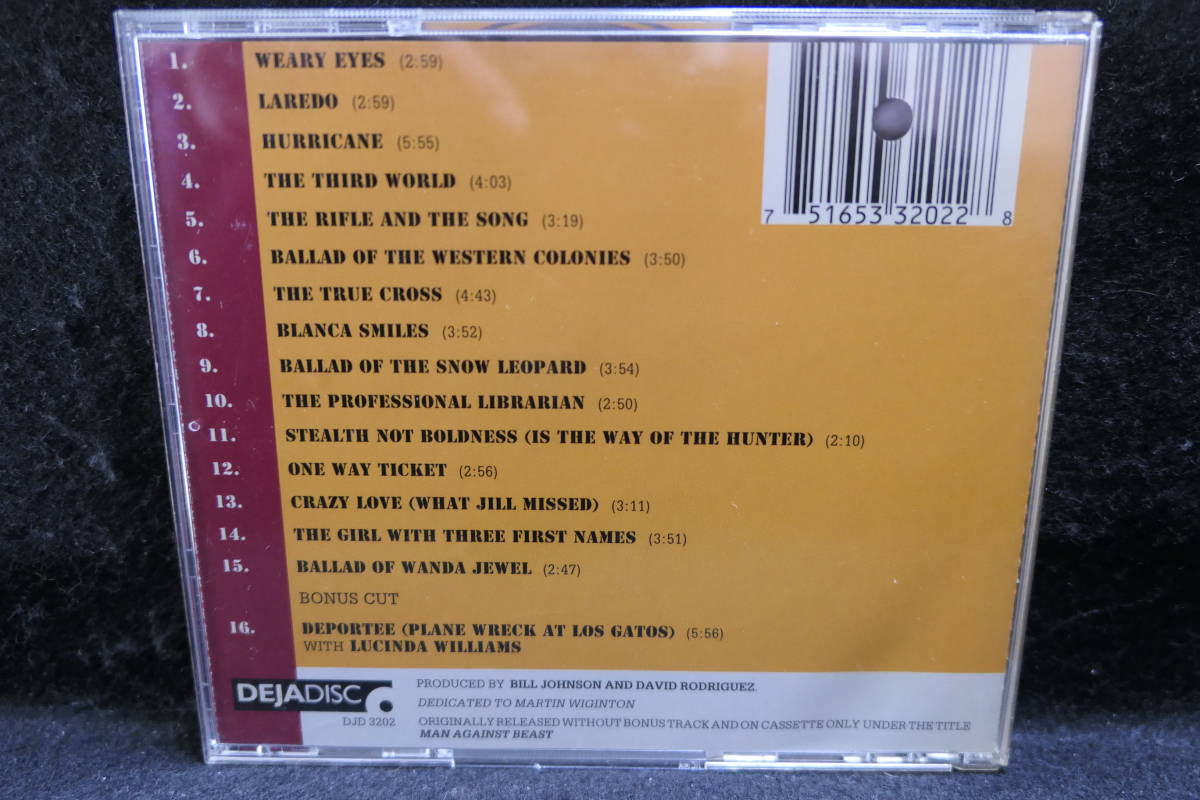 1. WEARY EYES (2:59)
2. LAREDO (2:59)
3. HURRICANE (5:55)
4. THE THIRD WORLD (4:03)
5. THE RIFLE AND THE SONG (3:19)
6. BALLAD OF THE WESTERN COLONIES (3:50)
7. THE TRUE CROSS (4:43)
8. BLANCA SMILES (3:52)
9. BALLAD OF THE SNOW LEOPARD (3:54)
10. THE PROFESSIONAL LIBRARIAN (2:50)
11. STEALTH NOT BOLDNESS (IS THE WAY OF THE HUNTER) (2:10)
12. ONE WAY TICKET (2:56)
13. CRAZY LOVE (WHAT JILL MISSED) (3:11)
14. THE GIRL WITH THREE FIRST NAMES (3:51)
15. BALLAD OF WANDA JEWEL (2:47)
BONUS CUT
16. DEPORTEE (PLANE WRECK AT LOS GATOS) (5:56)
WITH LUCINDA WILLIAMS
7 51653 32022 8
DEJADISC
DJD 3202
PRODUCED BY BILL JOHNSON AND DAVID RODRIGUEZ.
DEDICATED TO MARTIN WIGINTON
ORIGINALLY RELEASED WITHOUT BONUS TRACK AND ON CASSETTE ONLY UNDER THE TITLE
MAN AGAINST BEAST